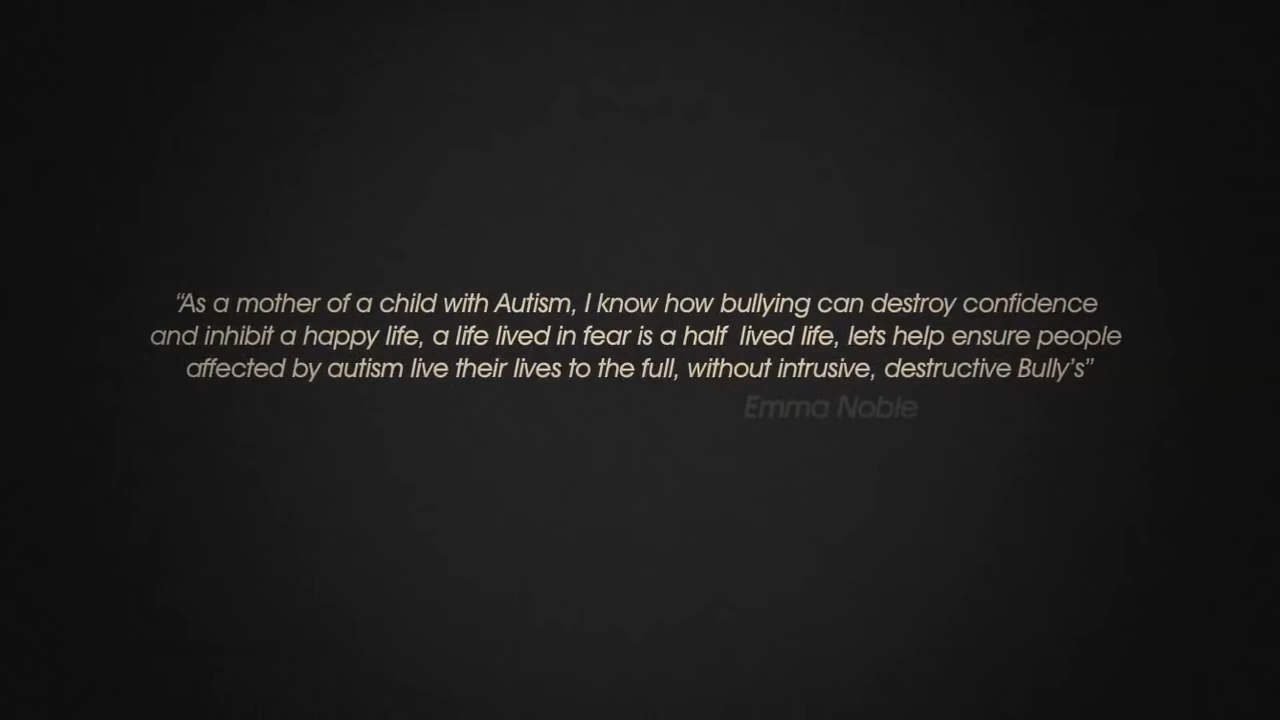 “As a mother of a child with Autism, I know how bullying can destroy confidence
and inhibit a happy life, a life lived in fear is a half  lived life, lets help ensure people
affected by autism live their lives to the full, without intrusive, destructive Bully’s”
Emma Noble